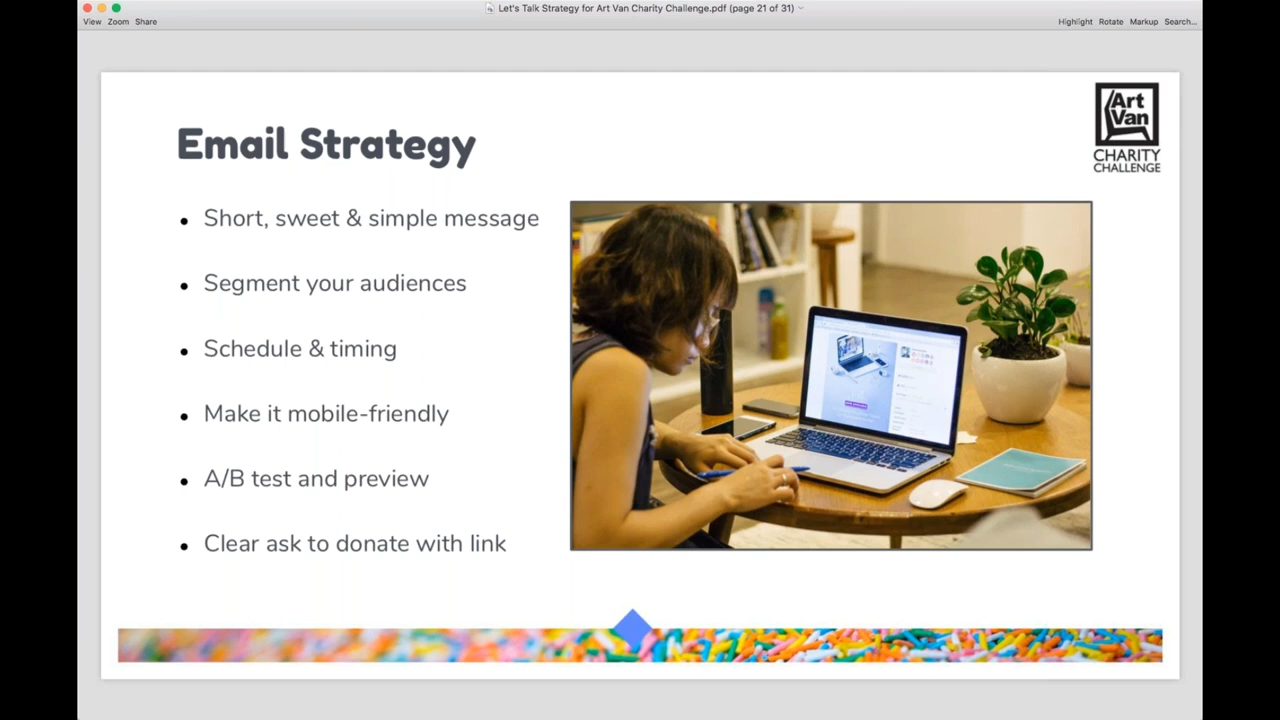 Let's Talk Strategy for Art Van Charity Challenge.pdf (page 21 of 31)
View Zoom Share
Highlight Rotate Markup Search...
Art
Van
CHARITY
CHALLENGE
Email Strategy
• Short, sweet & simple message
• Segment your audiences
• Schedule & timing
• Make it mobile-friendly
• A/B test and preview
• Clear ask to donate with link